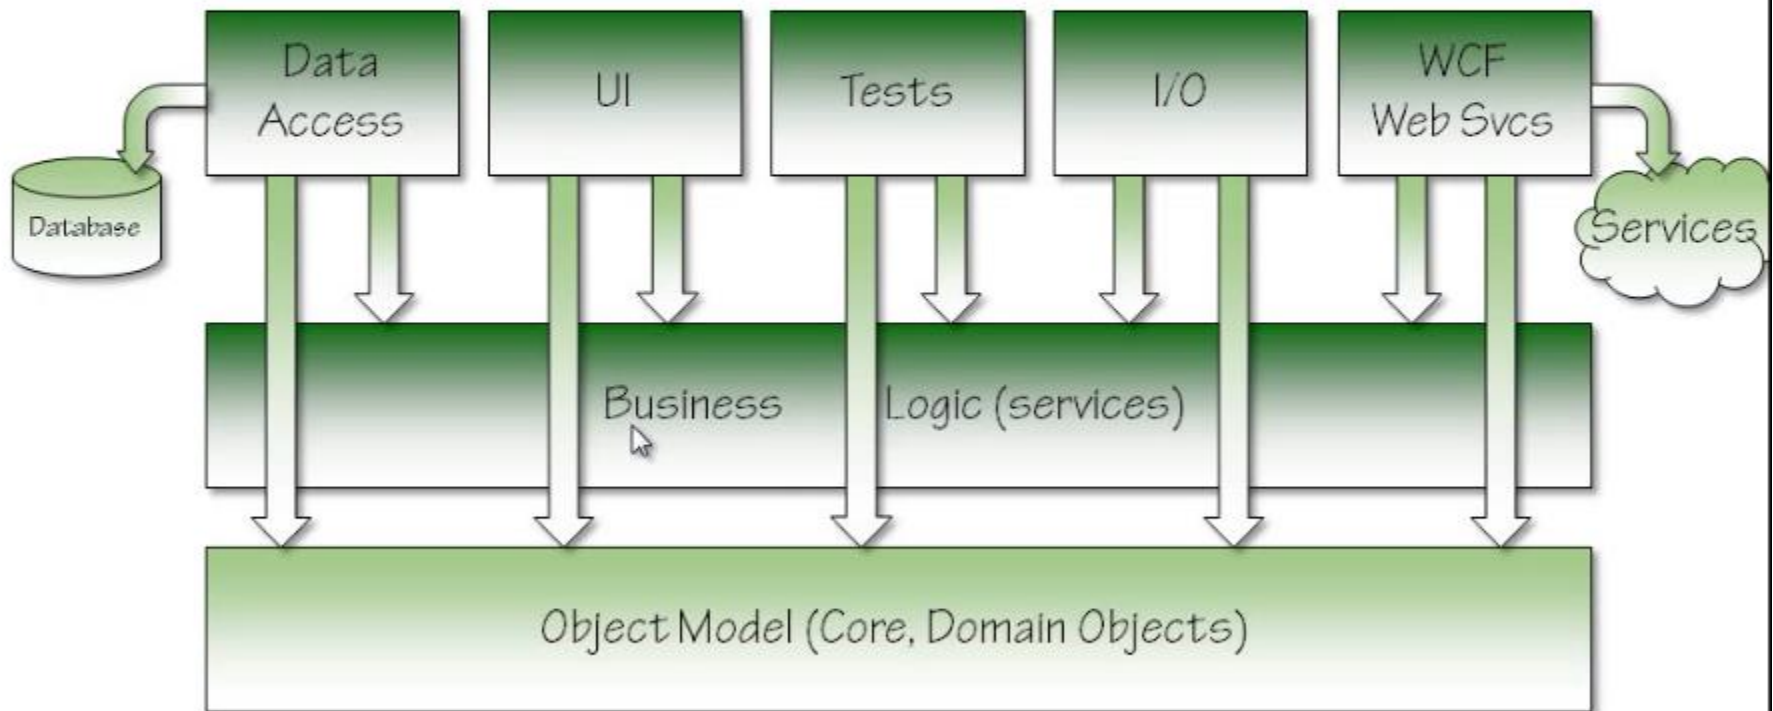 Data
Access
UI
Tests
I/O
WCF
Web Svcs
Database
Services
Business Logic (services)
Object Model (Core, Domain Objects)